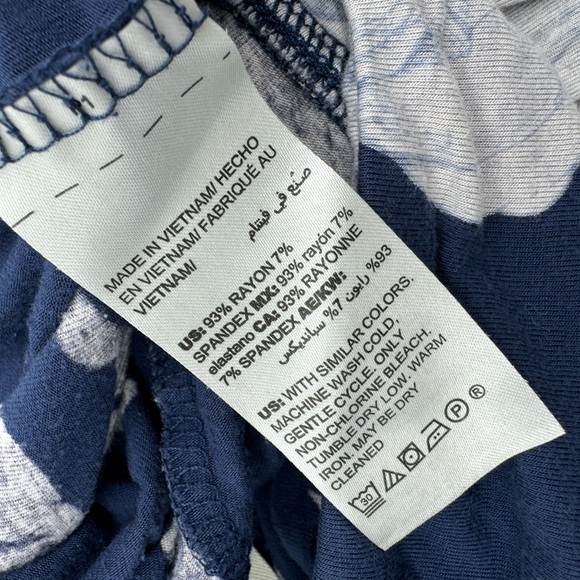 MADE IN VIETNAM/ HECHO
EN VIETNAM/ FABRIQUÉ AU
VIETNAM/ صنع في فيتنام
US: 93% RAYON 7%
SPANDEX MX: 93% rayón 7%
elastano CA: 93% RAYONNE
7% SPANDEX AE/KW:
93% رايون 7% سباندیکس
US: WITH SIMILAR COLORS.
MACHINE WASH COLD,
GENTLE CYCLE. ONLY
NON-CHLORINE BLEACH.
TUMBLE DRY LOW. WARM
IRON. MAY BE DRY
CLEANED
30 P ®